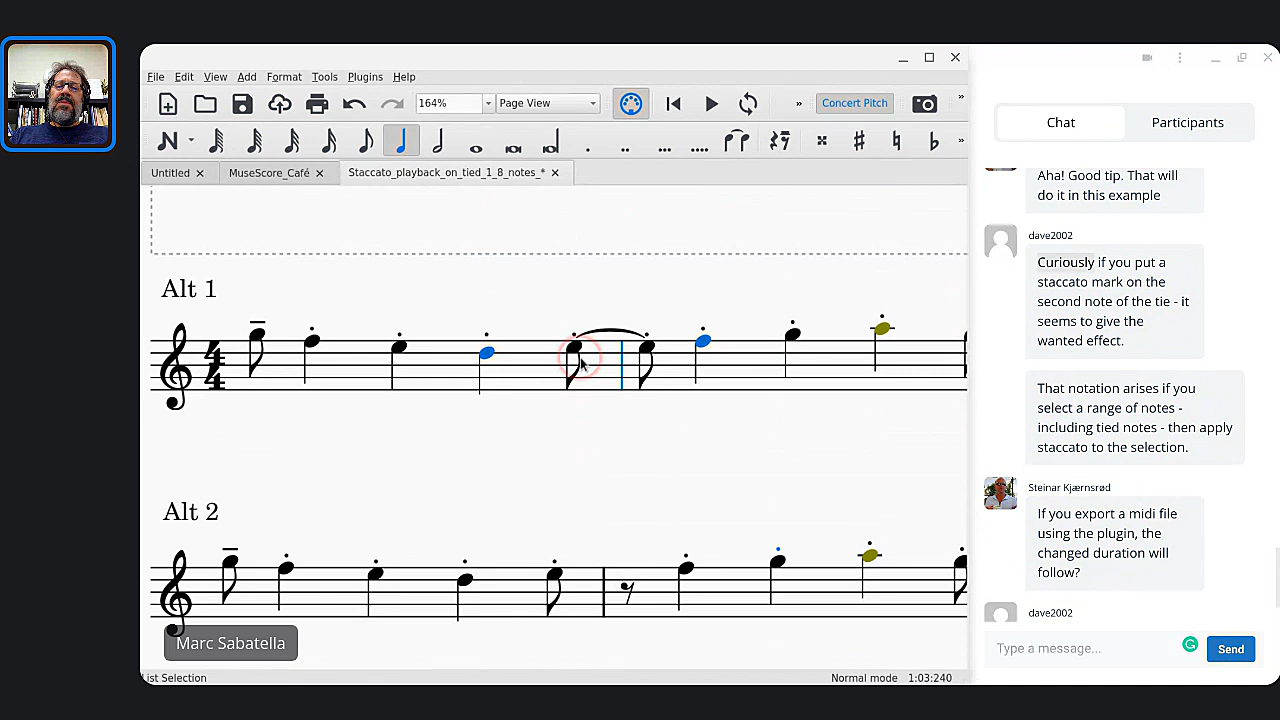 File Edit View Add Format Tools Plugins Help
164% Page View Concert Pitch
Untitled MuseScore_Café Staccato_playback_on_tied_1_8_notes_*
Alt 1
4
4
Alt 2
Marc Sabatella
List Selection Normal mode 1:03:240
Chat Participants
Aha! Good tip. That will
do it in this example
dave2002
Curiously if you put a
staccato mark on the
second note of the tie - it
seems to give the
wanted effect.
That notation arises if you
select a range of notes -
including tied notes - then apply
staccato to the selection.
Steinar Kjærnsrød
If you export a midi file
using the plugin, the
changed duration will
follow?
dave2002
Type a message...
Send